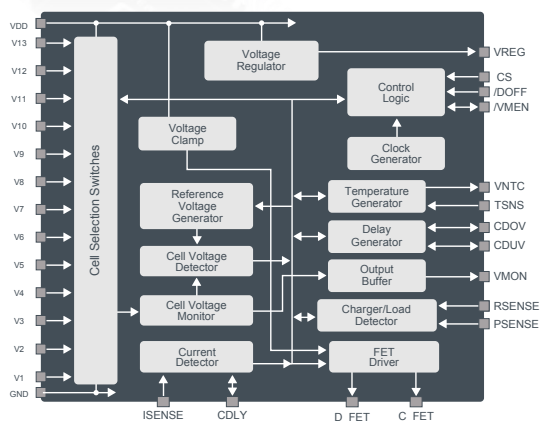 VDD
V13
V12
V11
V10
V9
V8
V7
V6
V5
V4
V3
V2
V1
GND
Cell Selection Switches
Voltage
Regulator
Voltage
Clamp
Reference
Voltage
Generator
Cell Voltage
Detector
Cell Voltage
Monitor
Current
Detector
Control
Logic
Clock
Generator
Temperature
Generator
Delay
Generator
Output
Buffer
Charger/Load
Detector
FET
Driver
VREG
CS
/DOFF
/VMEN
VNTC
TSNS
CDOV
CDUV
VMON
RSENSE
PSENSE
ISENSE
CDLY
D FET
C FET